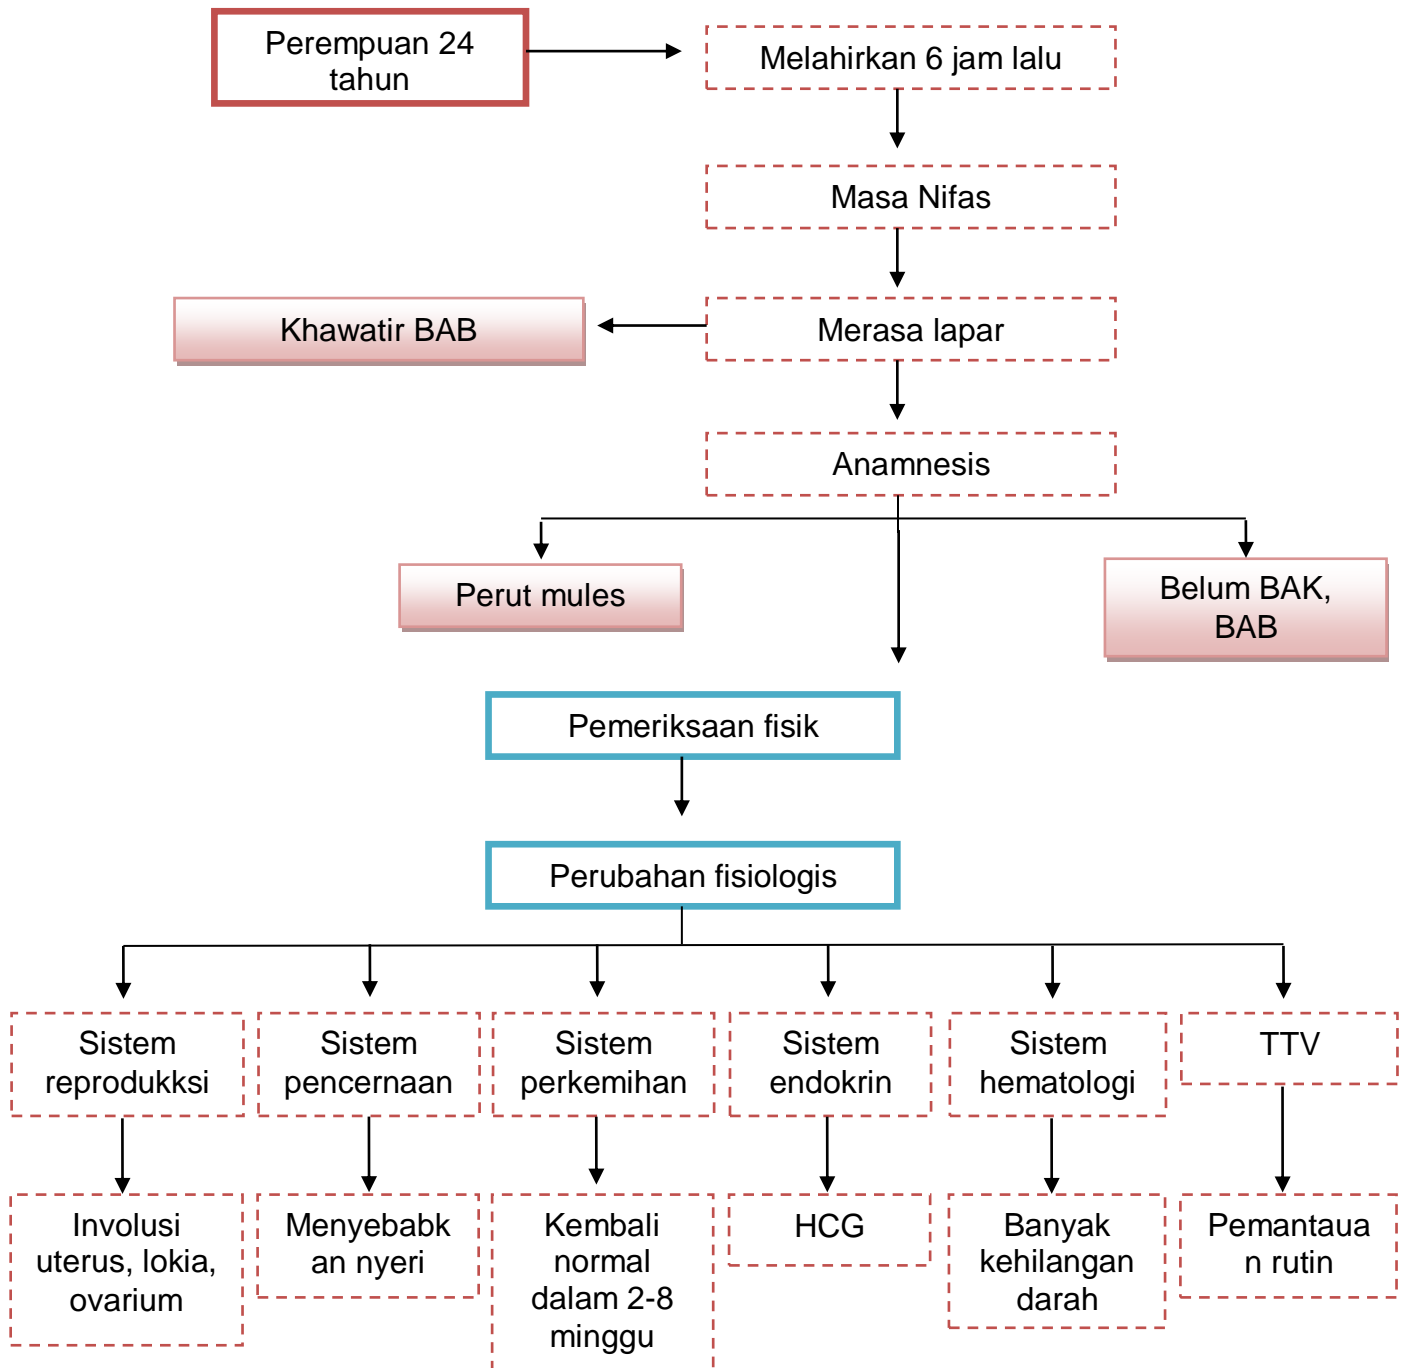 Perempuan 24
tahun
Melahirkan 6 jam lalu
Masa Nifas
Khawatir BAB
Merasa lapar
Anamnesis
Perut mules
Belum BAK,
BAB
Pemeriksaan fisik
Perubahan fisiologis
Sistem
reprodukksi
Sistem
pencernaan
Sistem
perkemihan
Sistem
endokrin
Sistem
hematologi
TTV
Involusi
uterus, lokia,
ovarium
Menyebabk
an nyeri
Kembali
normal
dalam 2-8
minggu
HCG
Banyak
kehilangan
darah
Pemantaua
n rutin